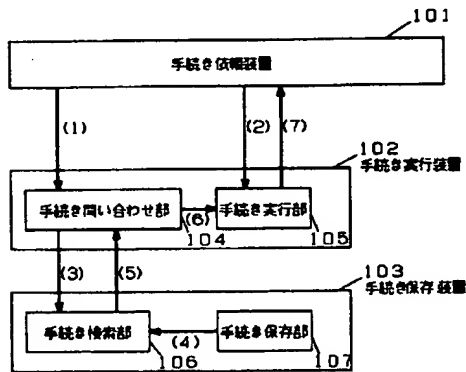 101
手続き依頼装置
(1)
(2)
(7)
102
手続き実行装置
手続き問い合わせ部
(6)
手続き実行部
104
105
(3)
(5)
103
手続き保存装置
手続き検索部
(4)
手続き保存部
106
107